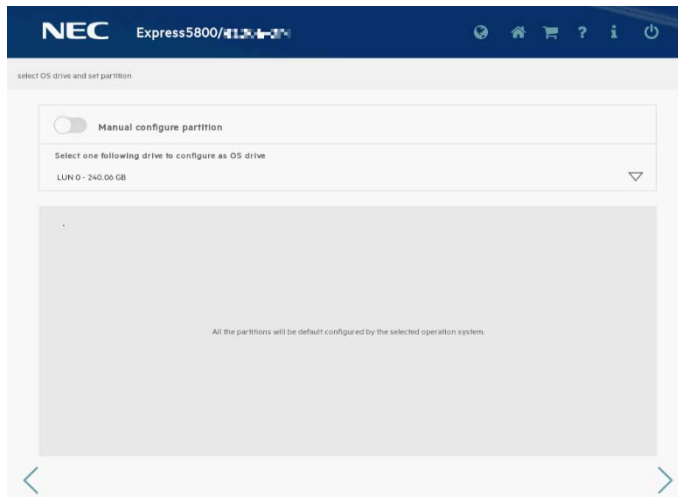 NEC Express5800/
? i
select OS drive and set partition
Manual configure partition
Select one following drive to configure as OS drive
LUN 0 - 240.06 GB
All the partitions will be default configured by the selected operation system.